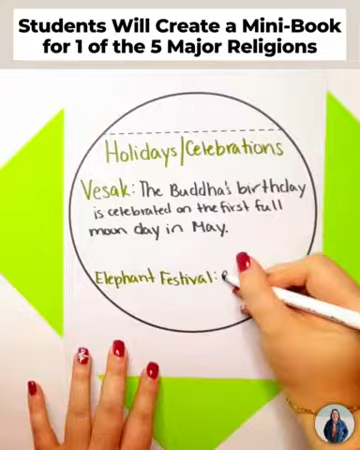 Students Will Create a Mini-Book
for 1 of the 5 Major Religions
Holidays/Celebrations
Vesak: The Buddha's birthday
is celebrated on the first full
moon day in May.
Elephant Festival: